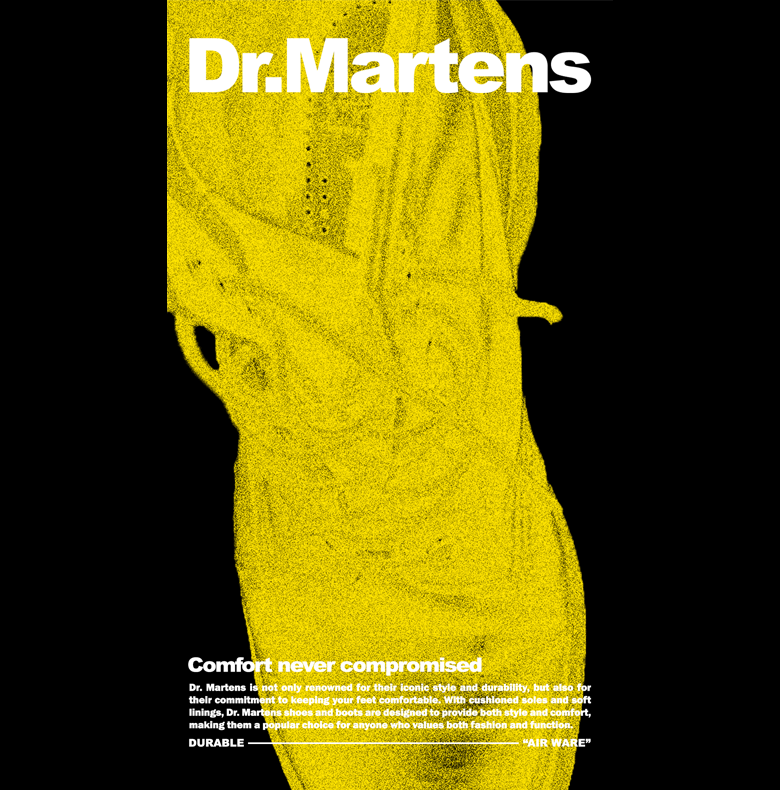 Dr.Martens
Comfort never compromised
Dr. Martens is not only renowned for their iconic style and durability, but also for
their commitment to keeping your feet comfortable. With cushioned soles and soft
linings, Dr. Martens shoes and boots are designed to provide both style and comfort,
making them a popular choice for anyone who values both fashion and function.
DURABLE
“AIR WARE”